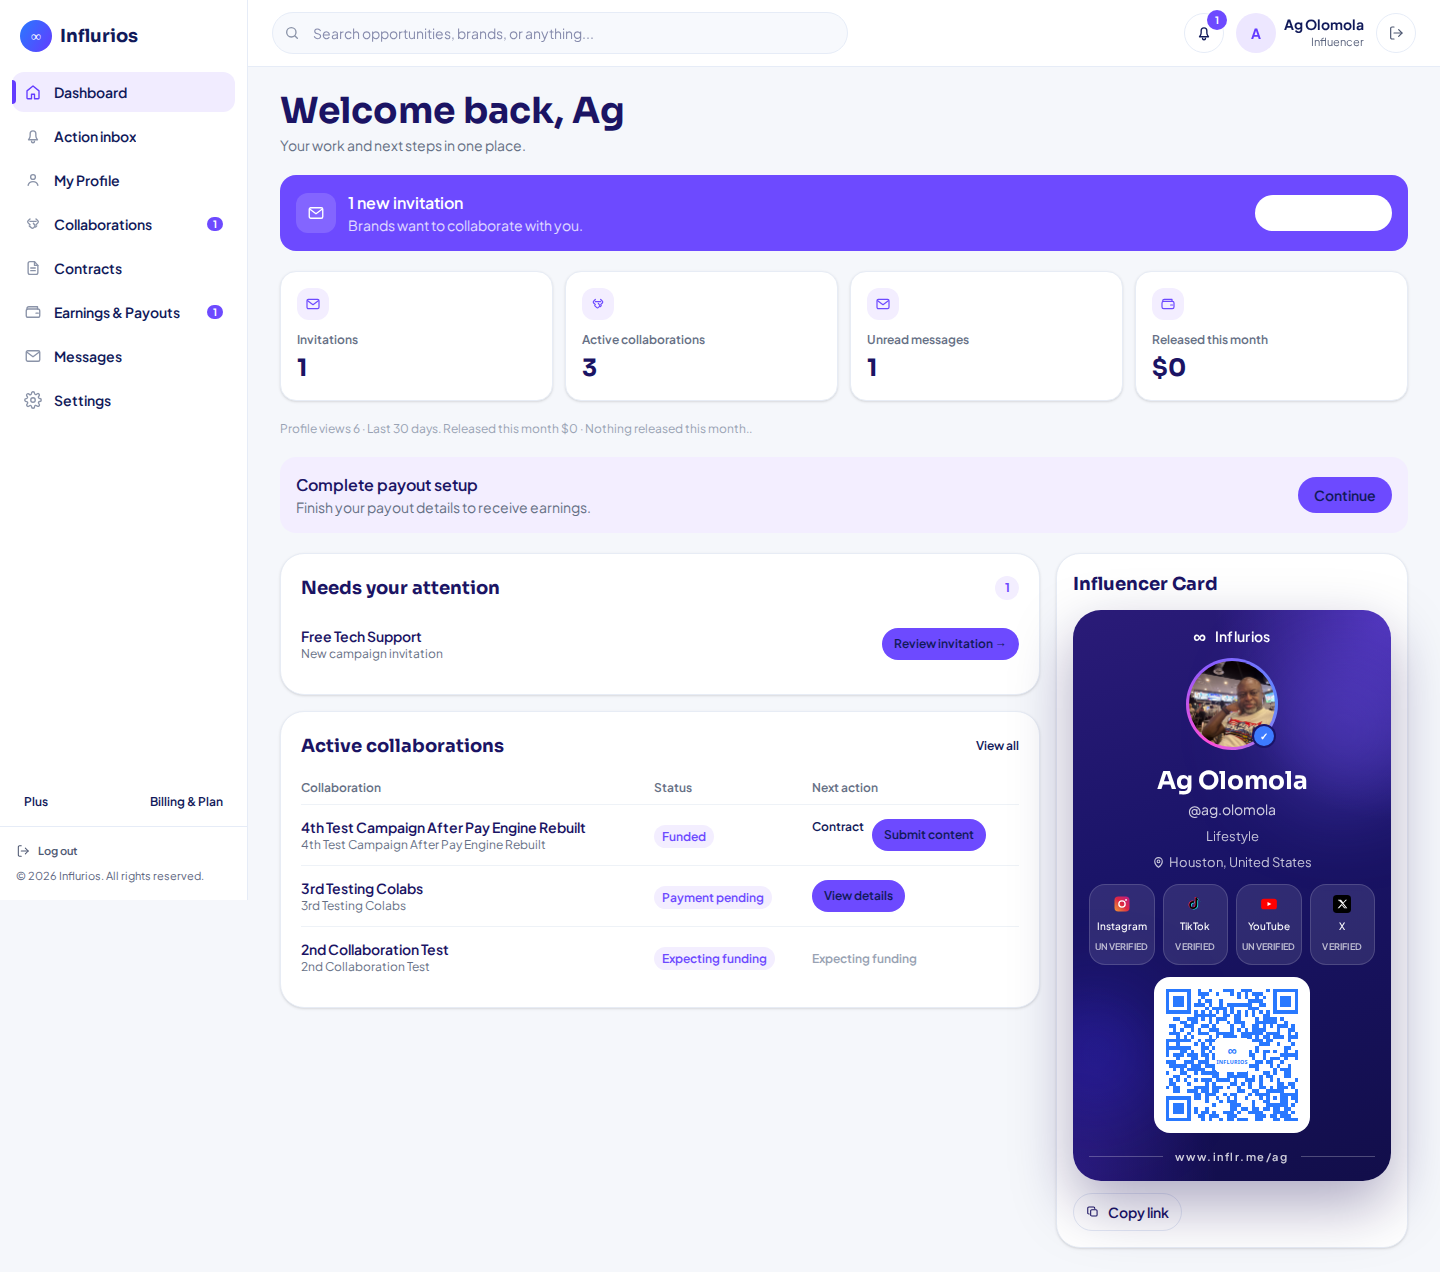 ∞ Influrios
Search opportunities, brands, or anything...
1
A
Ag Olomola
Influencer
Dashboard
Action inbox
My Profile
Collaborations 1
Contracts
Earnings & Payouts 1
Messages
Settings
Plus Billing & Plan
Log out
© 2026 Influrios. All rights reserved.
Welcome back, Ag
Your work and next steps in one place.
1 new invitation
Brands want to collaborate with you.
Invitations
1
Active collaborations
3
Unread messages
1
Released this month
$0
Profile views 6 · Last 30 days. Released this month $0 · Nothing released this month..
Complete payout setup
Finish your payout details to receive earnings.
Continue
Needs your attention 1
Free Tech Support
New campaign invitation
Review invitation →
Active collaborations View all
Collaboration Status Next action
4th Test Campaign After Pay Engine Rebuilt
4th Test Campaign After Pay Engine Rebuilt
Funded
Contract Submit content
3rd Testing Colabs
3rd Testing Colabs
Payment pending
View details
2nd Collaboration Test
2nd Collaboration Test
Expecting funding
Expecting funding
Influencer Card
∞ Influrios
Ag Olomola
@ag.olomola
Lifestyle
Houston, United States
Instagram TikTok YouTube X
UNVERIFIED VERIFIED UNVERIFIED VERIFIED
∞
INFLURIOS
www.inflr.me/ag
Copy link